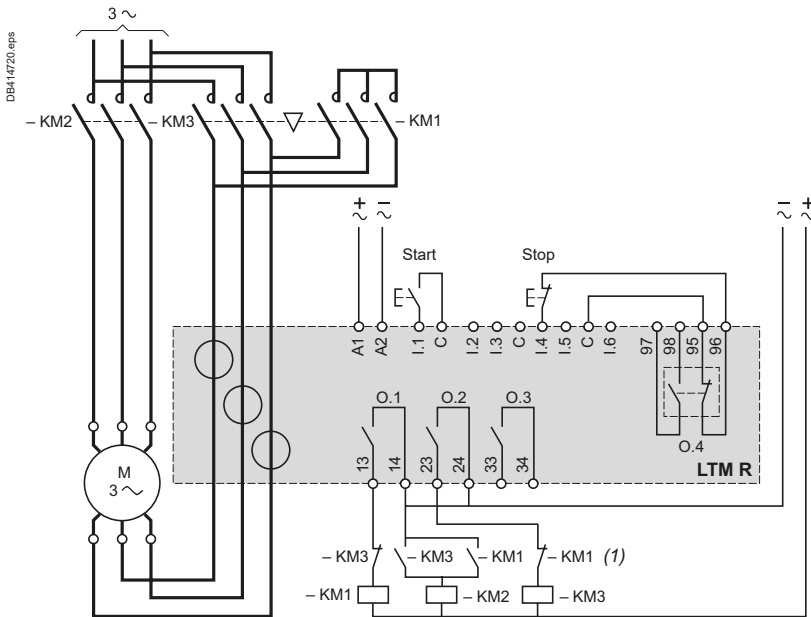 3 ~
DB414720.eps
– KM2
– KM3
– KM1
+
~
–
~
–
~
+
~
Start
Stop
A1
A2
I.1
C
I.2
I.3
C
I.4
I.5
C
I.6
97
98
95
96
O.1
O.2
O.3
O.4
13
14
23
24
33
34
LTM R
M
3 ~
– KM3
– KM3
– KM1
– KM1 (1)
– KM1
– KM2
– KM3